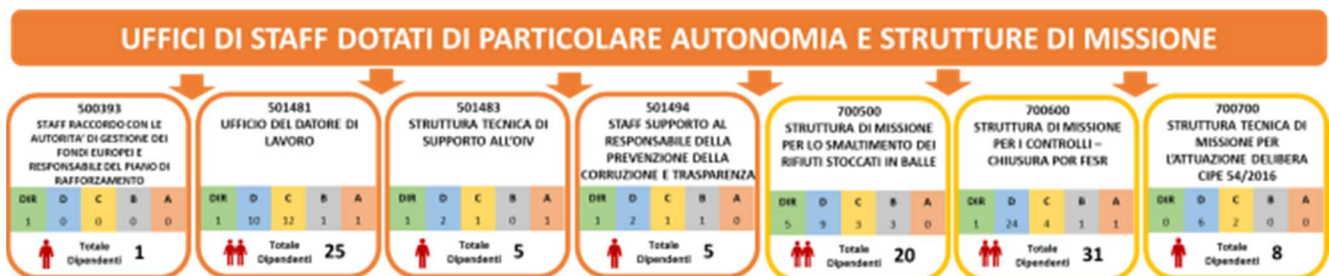 UFFICI DI STAFF DOTATI DI PARTICOLARE AUTONOMIA E STRUTTURE DI MISSIONE
500393
STAFF RACCORDO CON LE
AUTORITA' DI GESTIONE DEI
FONDI EUROPEI E
RESPONSABILE DEL PIANO DI
RAFFORZAMENTO
DIR D C B A
1 0 0 0 0
Totale
Dipendenti 1
501481
UFFICIO DEL DATORE DI
LAVORO
DIR D C B A
1 10 12 1 1
Totale
Dipendenti 25
501483
STRUTTURA TECNICA DI
SUPPORTO ALL'OIV
DIR D C B A
1 2 1 0 1
Totale
Dipendenti 5
501494
STAFF SUPPORTO AL
RESPONSABILE DELLA
PREVENZIONE DELLA
CORRUZIONE E TRASPARENZA
DIR D C B A
1 2 1 1 0
Totale
Dipendenti 5
700500
STRUTTURA DI MISSIONE
PER LO SMALTIMENTO DEI
RIFIUTI STOCCATI IN BALLE
DIR D C B A
5 9 3 3 0
Totale
Dipendenti 20
700600
STRUTTURA DI MISSIONE
PER I CONTROLLI –
CHIUSURA POR FESR
DIR D C B A
1 24 4 1 1
Totale
Dipendenti 31
700700
STRUTTURA TECNICA DI
MISSIONE PER
L'ATTUAZIONE DELIBERA
CIPE 54/2016
DIR D C B A
0 6 2 0 0
Totale
Dipendenti 8